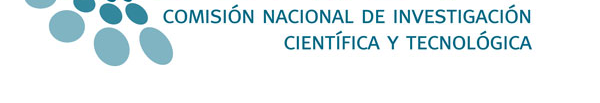 COMISIÓN NACIONAL DE INVESTIGACIÓN
CIENTÍFICA Y TECNOLÓGICA